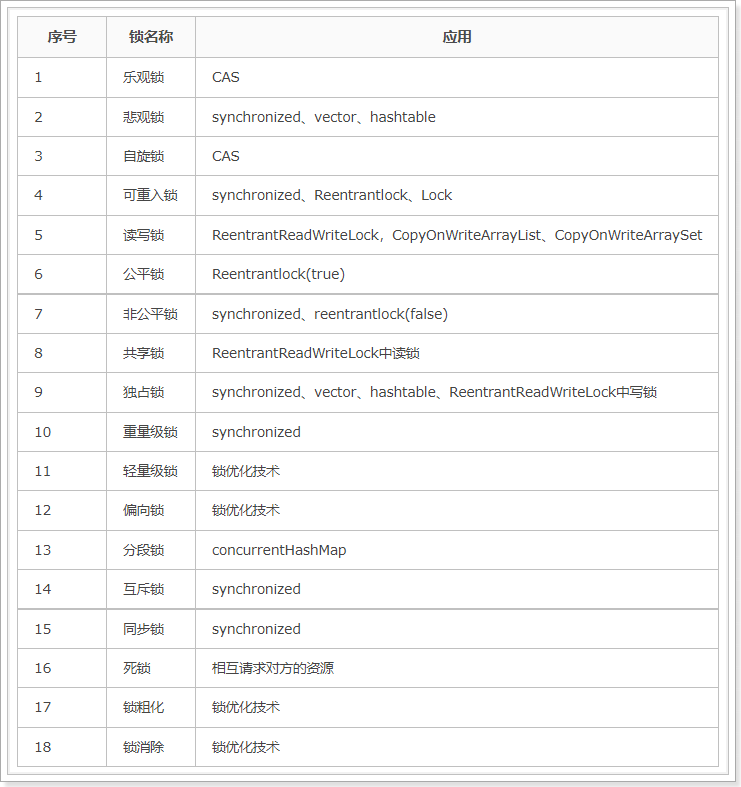 序号 锁名称 应用
1 乐观锁 CAS
2 悲观锁 synchronized、vector、hashtable
3 自旋锁 CAS
4 可重入锁 synchronized、Reentrantlock、Lock
5 读写锁 ReentrantReadWriteLock，CopyOnWriteArrayList、CopyOnWriteArraySet
6 公平锁 Reentrantlock(true)
7 非公平锁 synchronized、reentrantlock(false)
8 共享锁 ReentrantReadWriteLock中读锁
9 独占锁 synchronized、vector、hashtable、ReentrantReadWriteLock中写锁
10 重量级锁 synchronized
11 轻量级锁 锁优化技术
12 偏向锁 锁优化技术
13 分段锁 concurrentHashMap
14 互斥锁 synchronized
15 同步锁 synchronized
16 死锁 相互请求对方的资源
17 锁粗化 锁优化技术
18 锁消除 锁优化技术